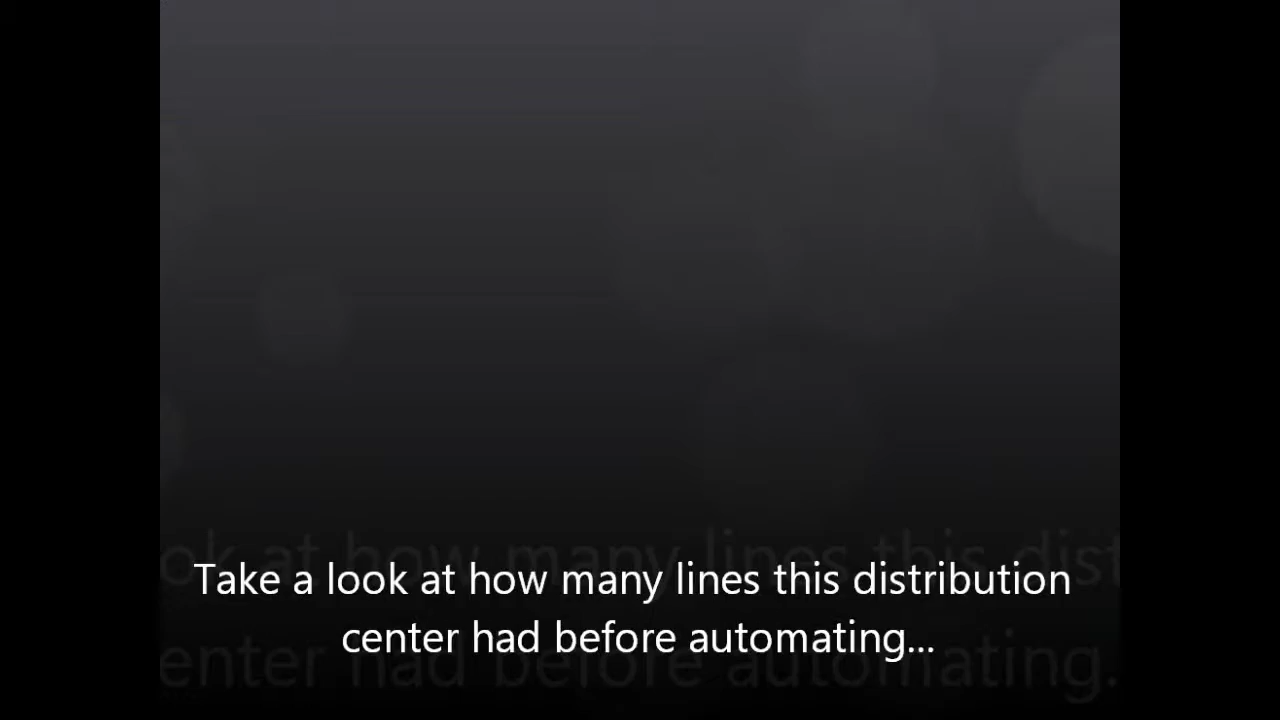 Take a look at how many lines this distribution
center had before automating...